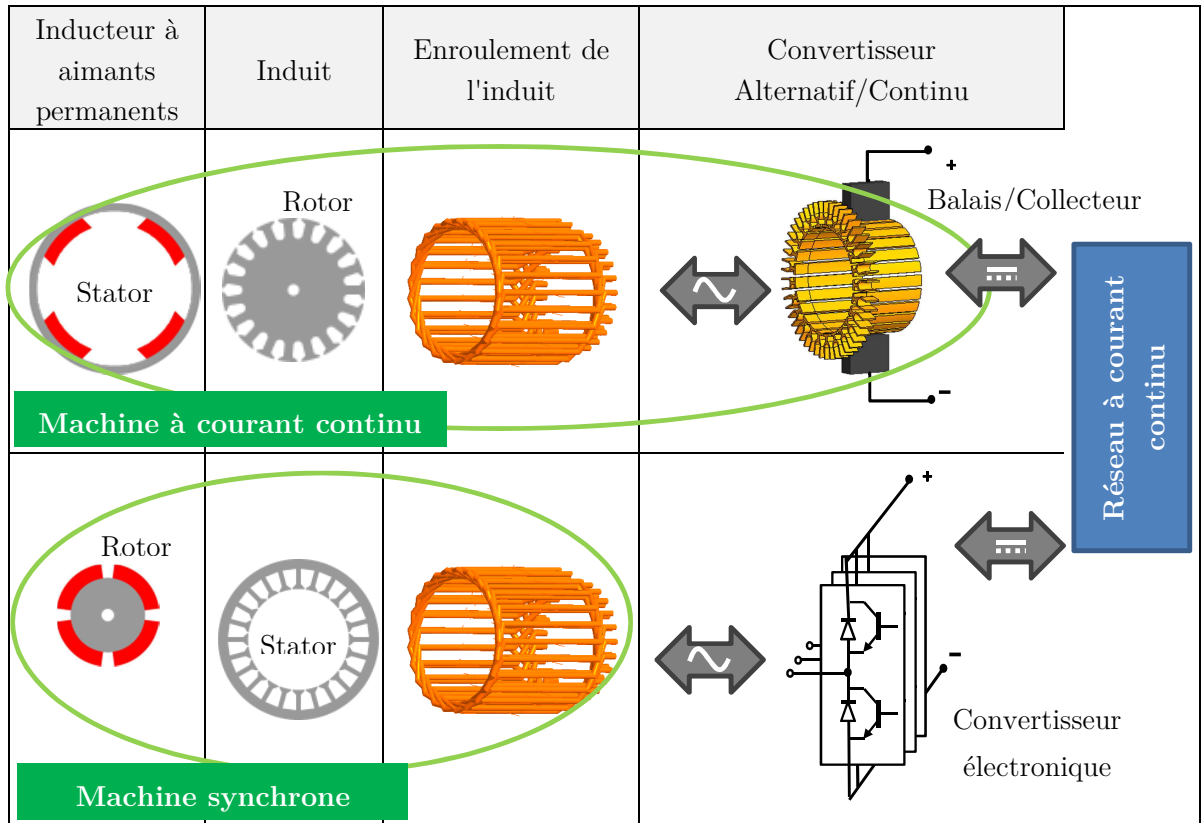 Inducteur à
aimants
permanents
Induit
Enroulement de
l'induit
Convertisseur
Alternatif/Continu
Rotor
Stator
+
Balais/Collecteur
-
Machine à courant continu
Réseau à courant
continu
Rotor
Stator
+
-
Convertisseur
électronique
Machine synchrone